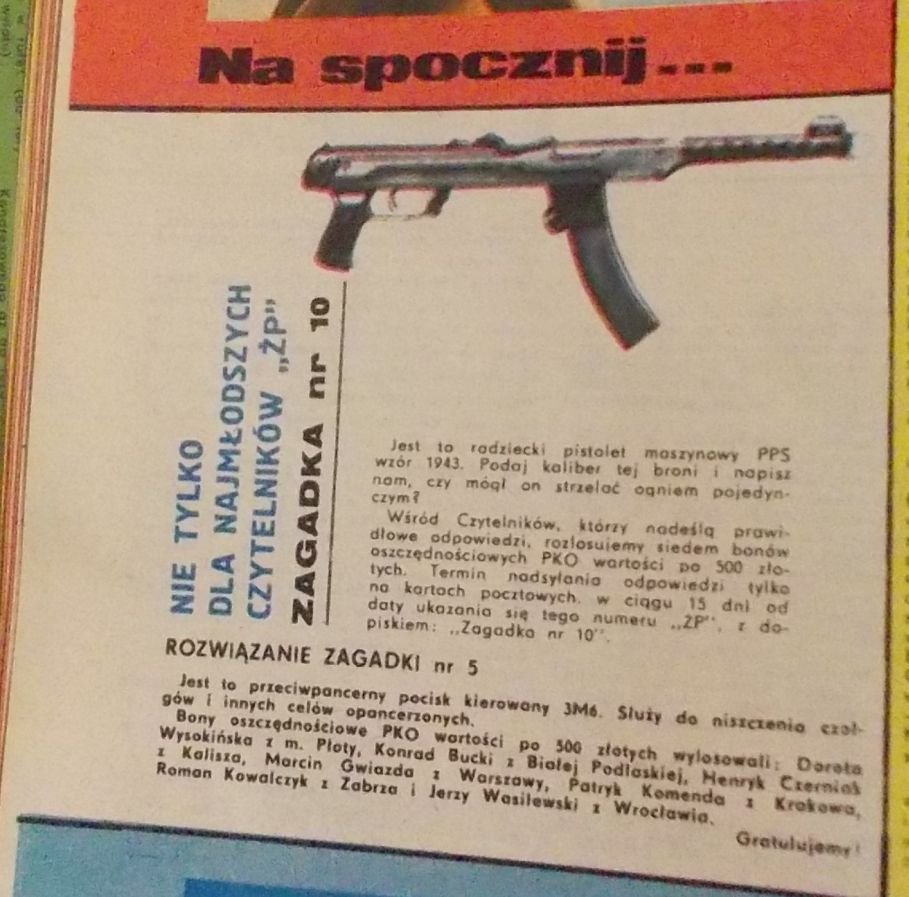 Na spocznij...
NIE TYLKO
DLA NAJMŁODSZYCH
CZYTELNIKÓW „ŻP”
ZAGADKA nr 10
Jest to radziecki pistolet maszynowy PPS
wzór 1943. Podaj kaliber tej broni i napisz
nam, czy mógł on strzelać ogniem pojedyn-
czym?
Wśród Czytelników, którzy nadeślą prawi-
dłowe odpowiedzi, rozlosujemy siedem bonów
oszczędnościowych PKO wartości po 500 zło-
tych. Termin nadsyłania odpowiedzi tylko
na kartach pocztowych, w ciągu 15 dni od
daty ukazania się tego numeru „ŻP”, z do-
piskiem: „Zagadka nr 10”.
ROZWIĄZANIE ZAGADKI nr 5
Jest to przeciwpancerny pocisk kierowany 3M6. Służy do niszczenia czoł-
gów i innych celów opancerzonych.
Bony oszczędnościowe PKO wartości po 500 złotych wylosowali: Dorota
Wysokińska z m. Płoty, Konrad Bucki z Białej Podlaskiej, Henryk Czerniak
z Kalisza, Marcin Gwiazda z Warszawy, Patryk Komenda z Krakowa,
Roman Kowalczyk z Zabrza i Jerzy Wasilewski z Wrocławia.
Gratulujemy!